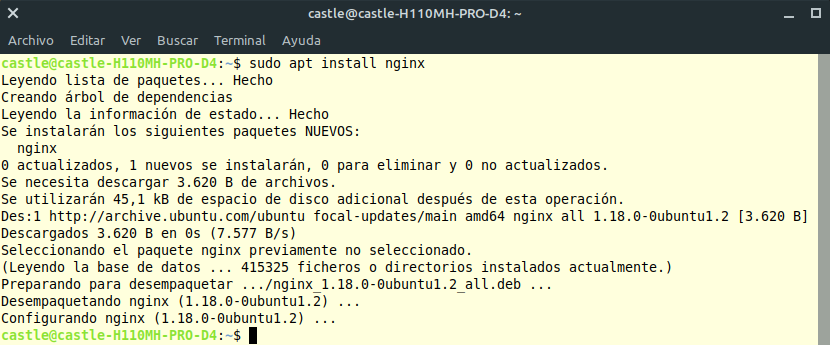 castle@castle-H110MH-PRO-D4: ~
Archivo Editar Ver Buscar Terminal Ayuda
castle@castle-H110MH-PRO-D4:~$ sudo apt install nginx
Leyendo lista de paquetes... Hecho
Creando árbol de dependencias
Leyendo la información de estado... Hecho
Se instalarán los siguientes paquetes NUEVOS:
  nginx
0 actualizados, 1 nuevos se instalarán, 0 para eliminar y 0 no actualizados.
Se necesita descargar 3.620 B de archivos.
Se utilizarán 45,1 kB de espacio de disco adicional después de esta operación.
Des:1 http://archive.ubuntu.com/ubuntu focal-updates/main amd64 nginx all 1.18.0-0ubuntu1.2 [3.620 B]
Descargados 3.620 B en 0s (7.577 B/s)
Seleccionando el paquete nginx previamente no seleccionado.
(Leyendo la base de datos ... 415325 ficheros o directorios instalados actualmente.)
Preparando para desempaquetar .../nginx_1.18.0-0ubuntu1.2_all.deb ...
Desempaquetando nginx (1.18.0-0ubuntu1.2) ...
Configurando nginx (1.18.0-0ubuntu1.2) ...
castle@castle-H110MH-PRO-D4:~$